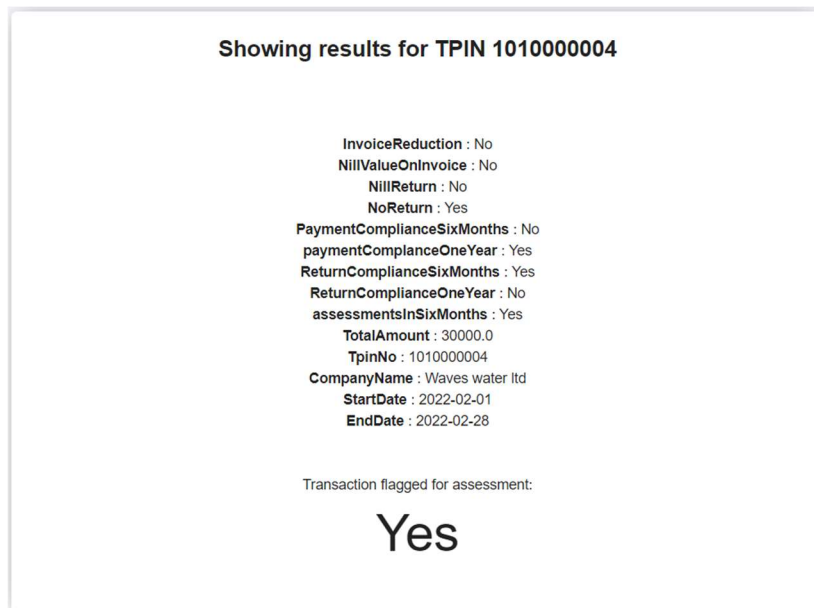 Showing results for TPIN 1010000004
InvoiceReduction : No
NillValueOnInvoice : No
NillReturn : No
NoReturn : Yes
PaymentComplianceSixMonths : No
paymentComplanceOneYear : Yes
ReturnComplianceSixMonths : Yes
ReturnComplianceOneYear : No
assessmentsInSixMonths : Yes
TotalAmount : 30000.0
TpinNo : 1010000004
CompanyName : Waves water ltd
StartDate : 2022-02-01
EndDate : 2022-02-28
Transaction flagged for assessment:
Yes